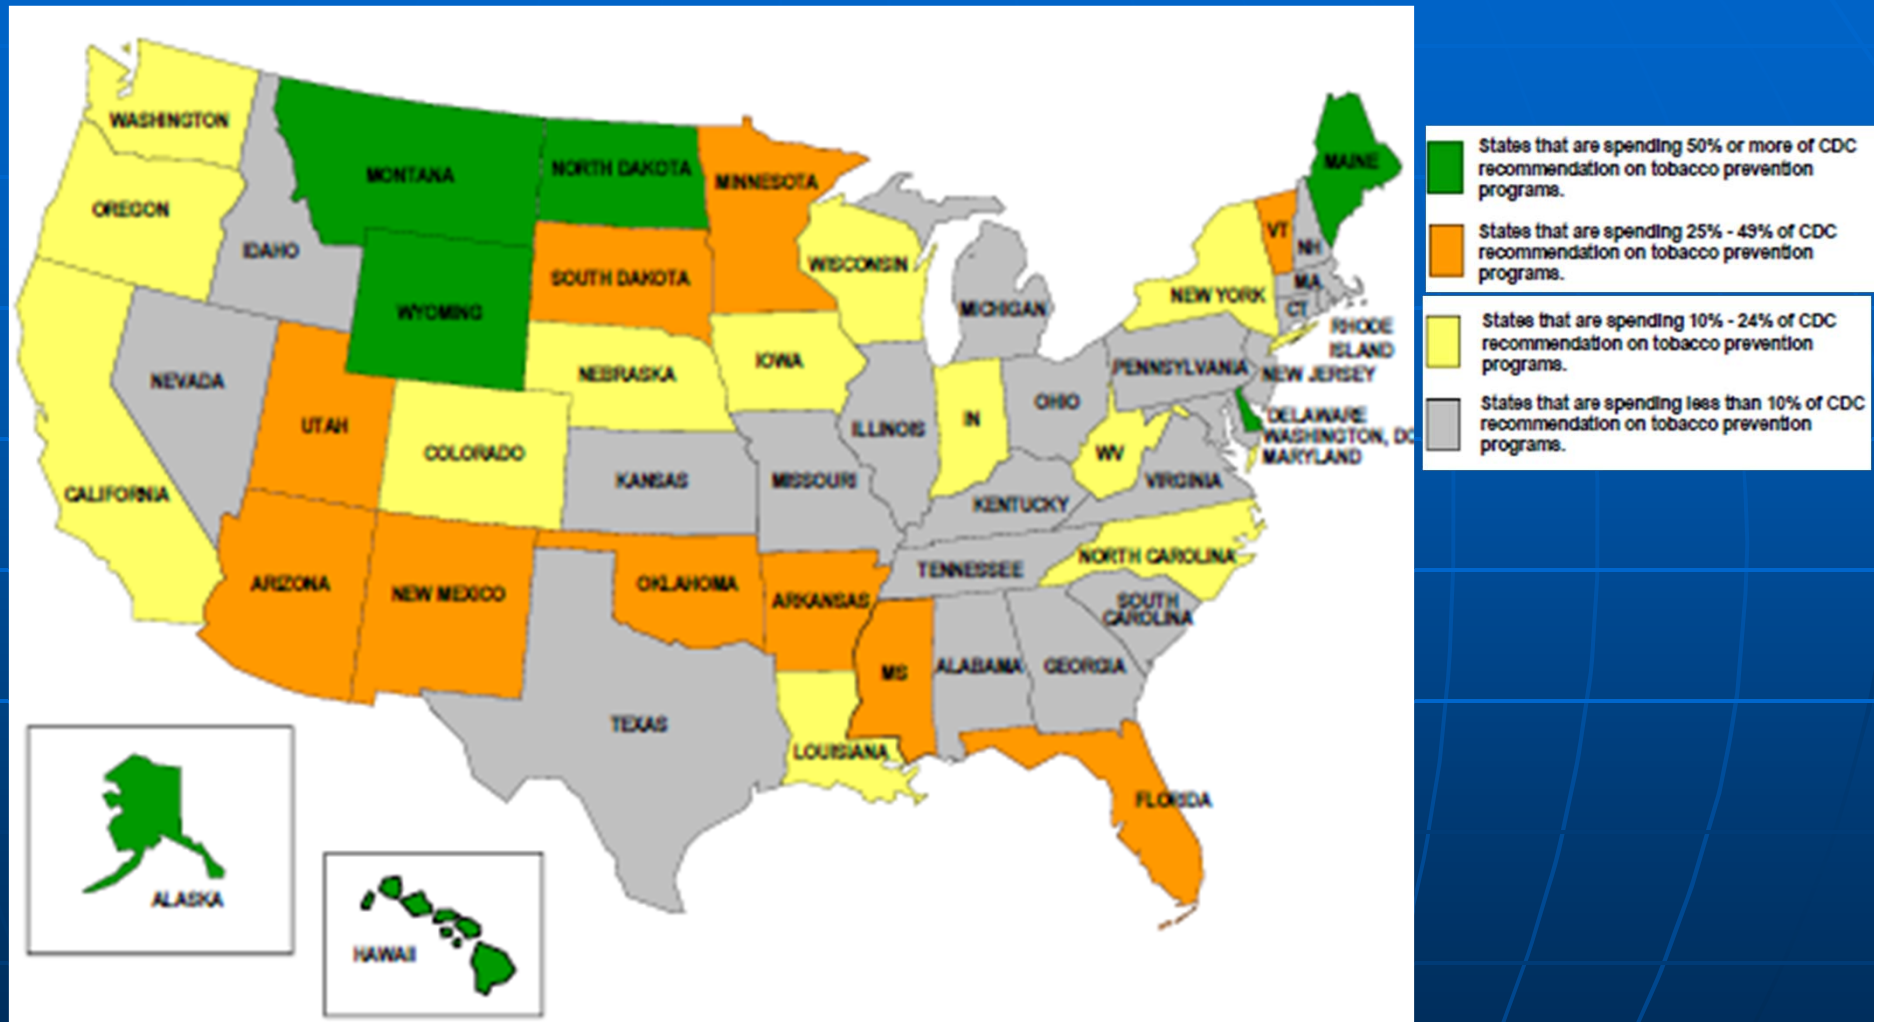 WASHINGTON
MONTANA
NORTH DAKOTA
MINNESOTA
MAINE
OREGON
IDAHO
SOUTH DAKOTA
WISCONSIN
VT
NH
WYOMING
MICHIGAN
NEW YORK
MA
CT
RHODE
ISLAND
NEVADA
NEBRASKA
IOWA
PENNSYLVANIA
NEW JERSEY
UTAH
COLORADO
ILLINOIS
IN
OHIO
DELAWARE
WASHINGTON, DC
MARYLAND
CALIFORNIA
KANSAS
MISSOURI
WV
VIRGINIA
KENTUCKY
ARIZONA
NEW MEXICO
OKLAHOMA
ARKANSAS
TENNESSEE
NORTH CAROLINA
SOUTH
CAROLINA
MS
ALABAMA
GEORGIA
TEXAS
LOUISIANA
FLORIDA
ALASKA
HAWAII
States that are spending 50% or more of CDC
recommendation on tobacco prevention
programs.
States that are spending 25% - 49% of CDC
recommendation on tobacco prevention
programs.
States that are spending 10% - 24% of CDC
recommendation on tobacco prevention
programs.
States that are spending less than 10% of CDC
recommendation on tobacco prevention
programs.